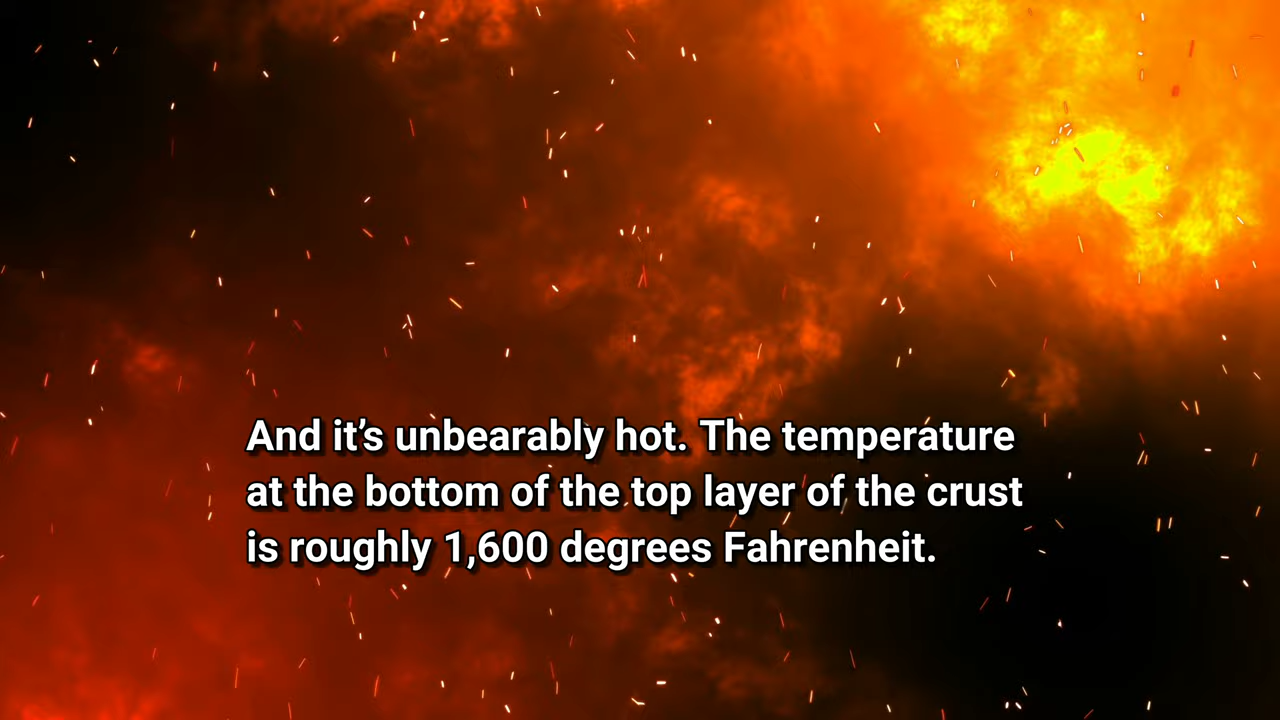 And it’s unbearably hot. The temperature
at the bottom of the top layer of the crust
is roughly 1,600 degrees Fahrenheit.